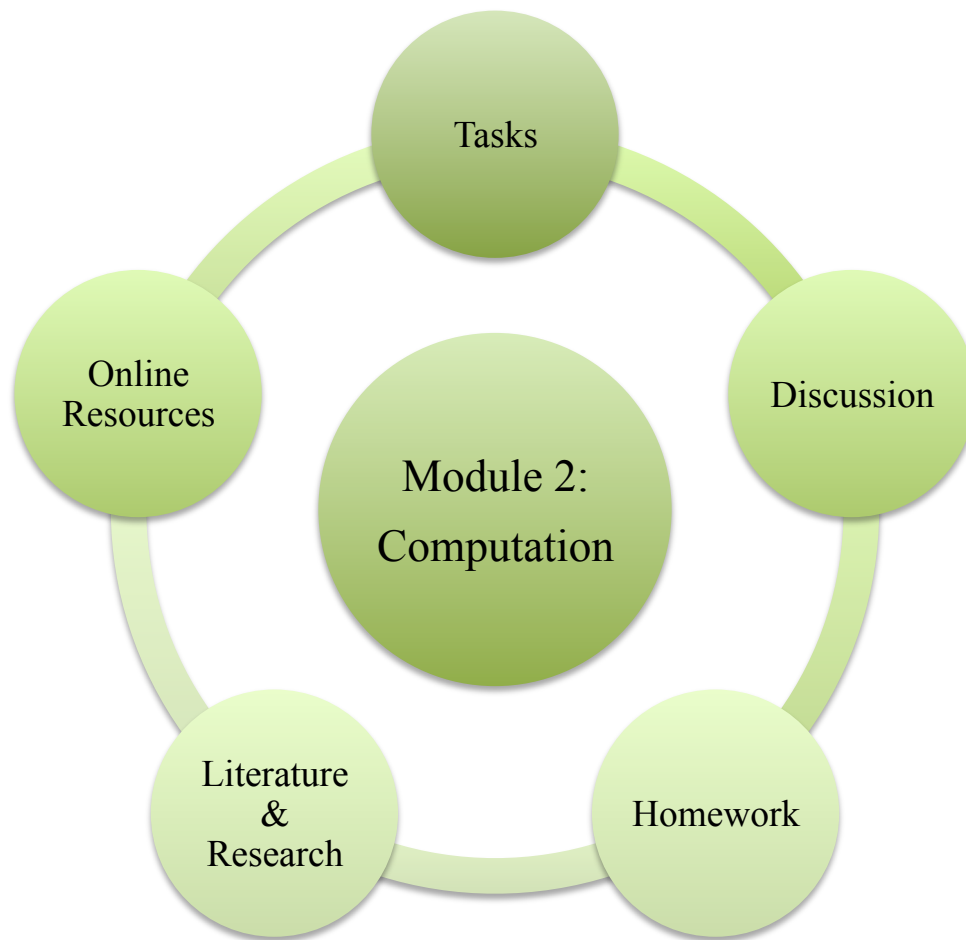 Tasks
Online
Resources
Discussion
Module 2:
Computation
Literature
&
Research
Homework